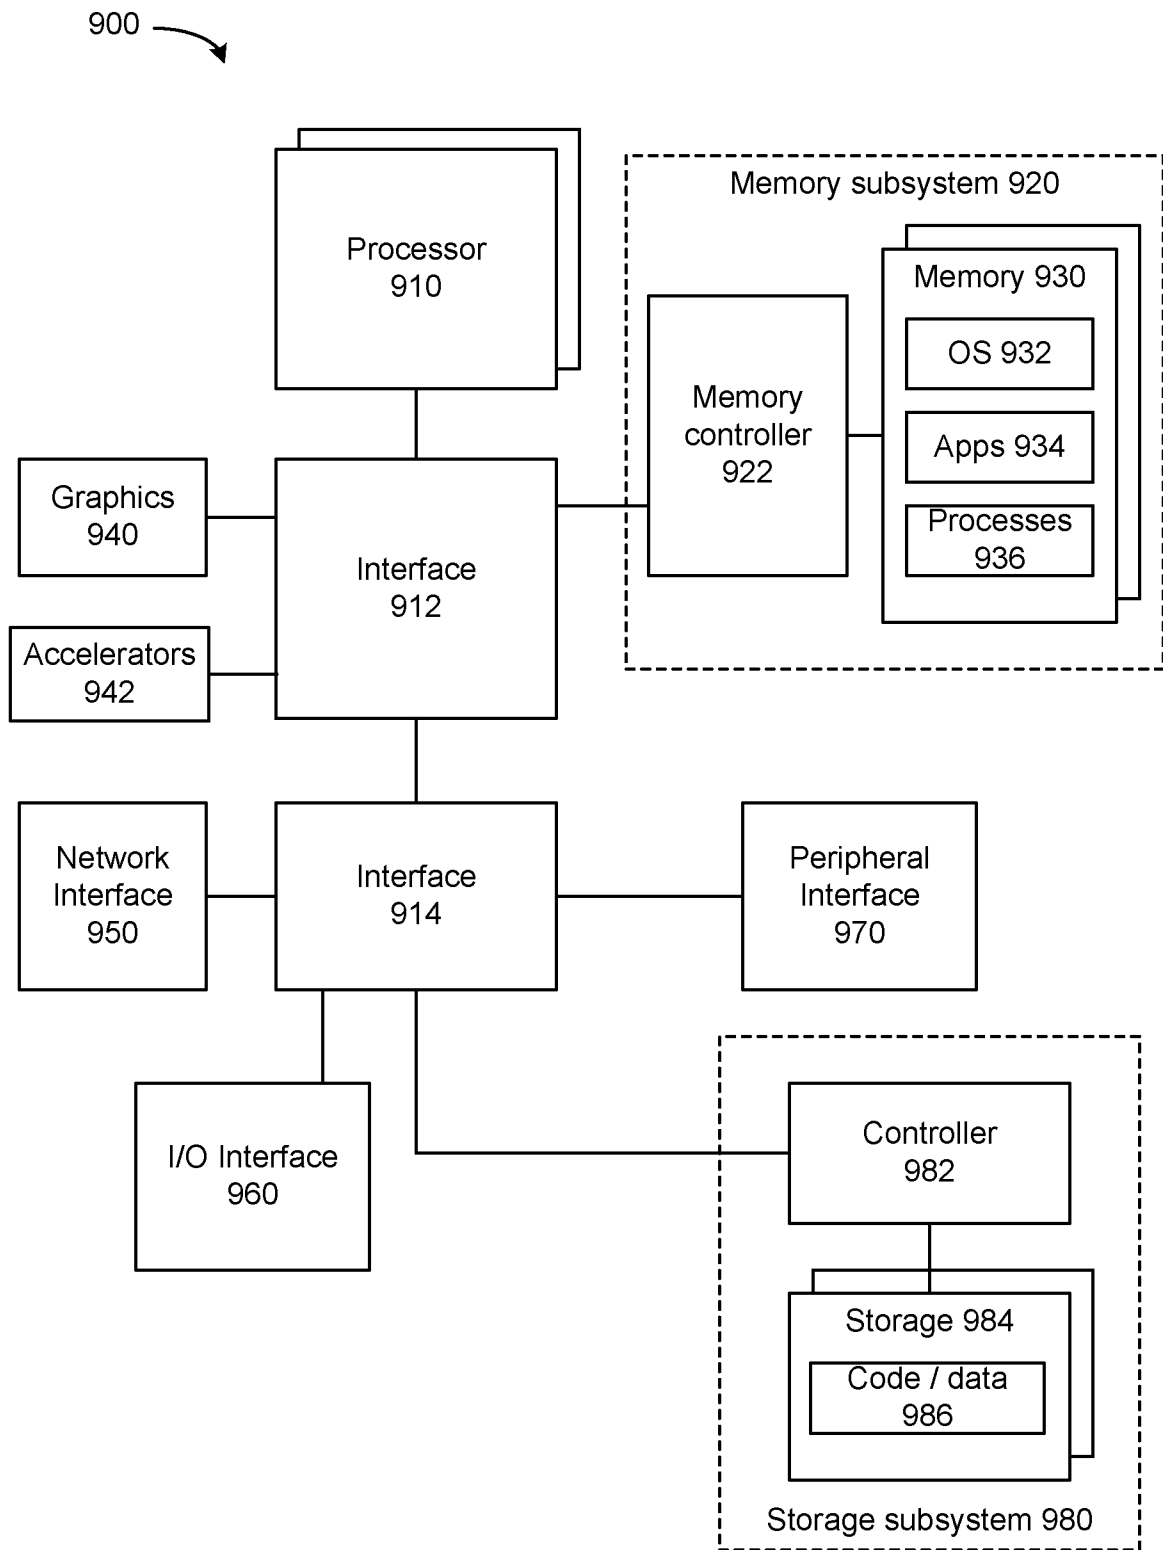 900
Processor
910
Memory subsystem 920
Memory 930
OS 932
Apps 934
Processes
936
Memory
controller
922
Graphics
940
Interface
912
Accelerators
942
Network
Interface
950
Interface
914
Peripheral
Interface
970
I/O Interface
960
Controller
982
Storage 984
Code / data
986
Storage subsystem 980